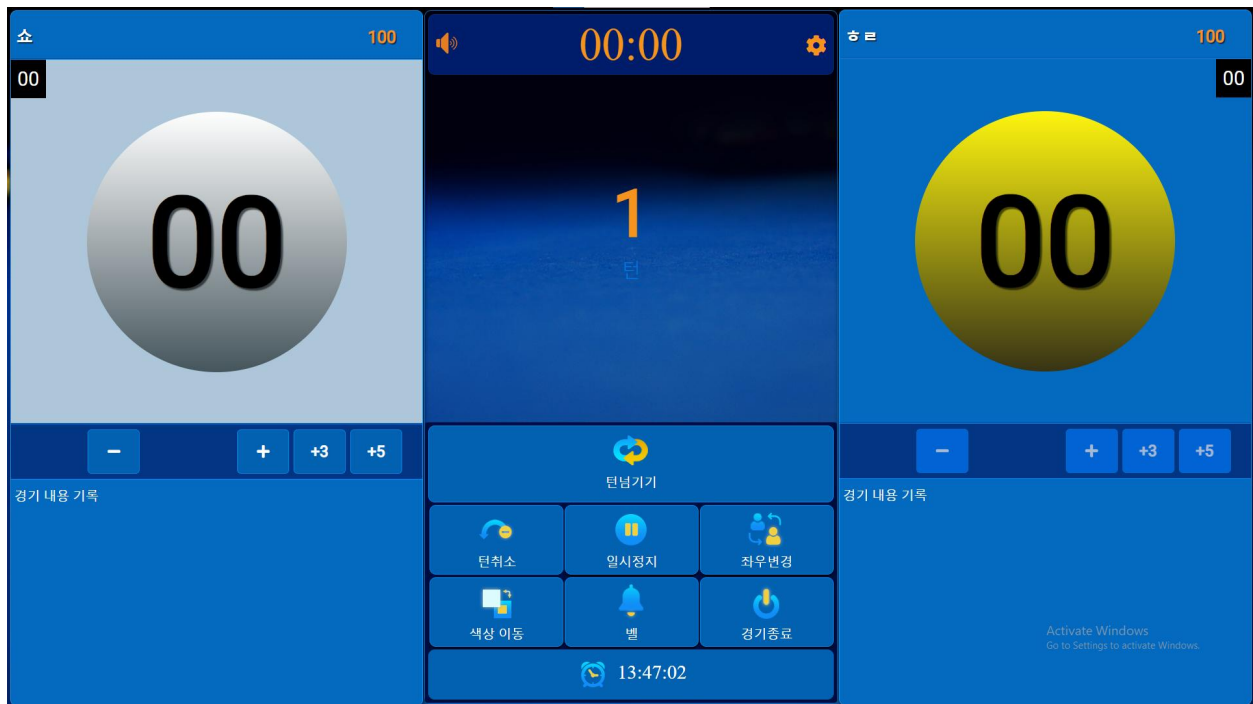 쇼 100
00
00
− + +3 +5
경기 내용 기록
00:00
1
턴
턴넘기기
턴취소 일시정지 좌우변경
색상 이동 벨 경기종료
13:47:02
ㅎㄹ 100
00
00
− + +3 +5
경기 내용 기록
Activate Windows
Go to Settings to activate Windows.